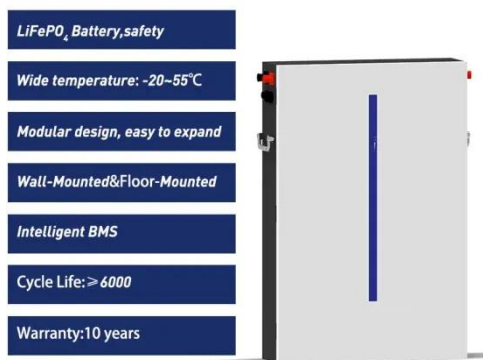 LiFePO₄ Battery,safety
Wide temperature: -20~55℃
Modular design, easy to expand
Wall-Mounted&Floor-Mounted
Intelligent BMS
Cycle Life:≥6000
Warranty:10 years